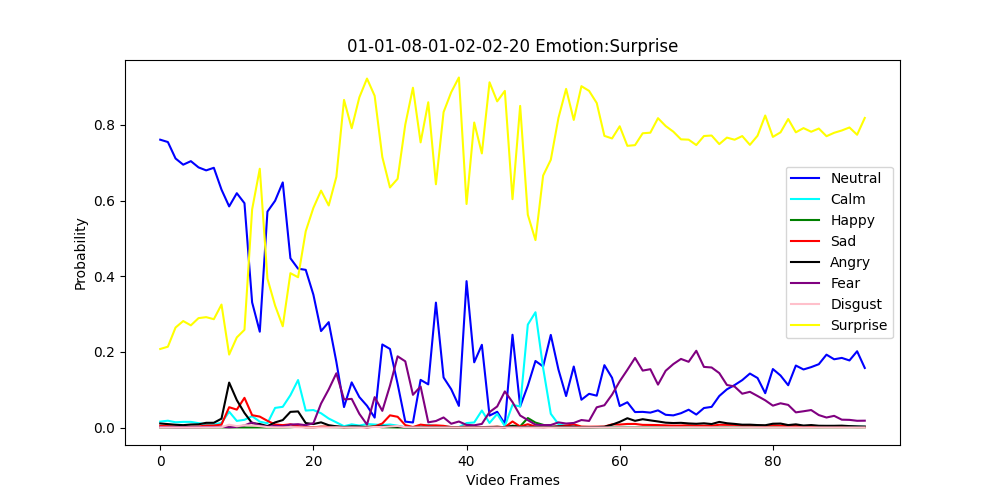 01-01-08-01-02-02-20 Emotion:Surprise
Probability
0.8
0.6
0.4
0.2
0.0
0
20
40
60
80
Video Frames
Neutral
Calm
Happy
Sad
Angry
Fear
Disgust
Surprise